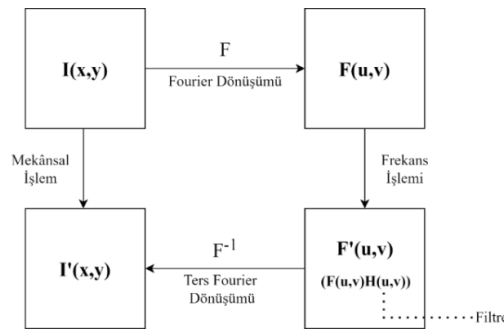 I(x,y)
F
Fourier Dönüşümü
F(u,v)
Mekânsal
İşlem
Frekans
İşlemi
I'(x,y)
F-1
Ters Fourier
Dönüşümü
F'(u,v)
(F(u,v)H(u,v))
Filtre